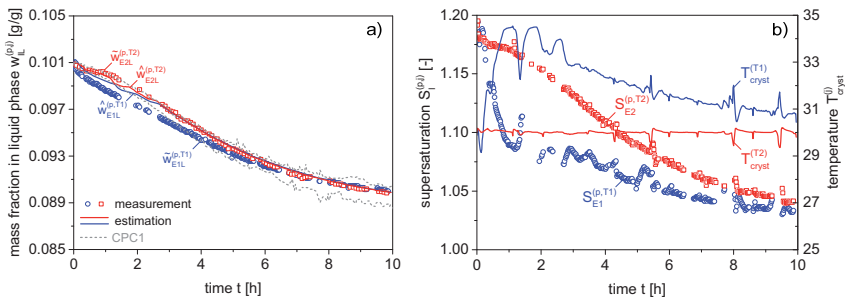 a)
mass fraction in liquid phase w_IL^(p,j) [g/g]
0.101
0.097
0.093
0.089
0.085
w̃_E2L^(p,T2)
ŵ_E2L^(p,T2)
ŵ_E1L^(p,T1)
w̃_E1L^(p,T1)
measurement
estimation
CPC1
0 2 4 6 8 10
time t [h]
b)
supersaturation S_I^(p,j) [-]
1.20
1.15
1.10
1.05
1.00
T_cryst^(T1)
S_E2^(p,T2)
T_cryst^(T2)
S_E1^(p,T1)
35
33
31
29
27
25
temperature T_cryst^(j) [°C]
0 2 4 6 8 10
time t [h]